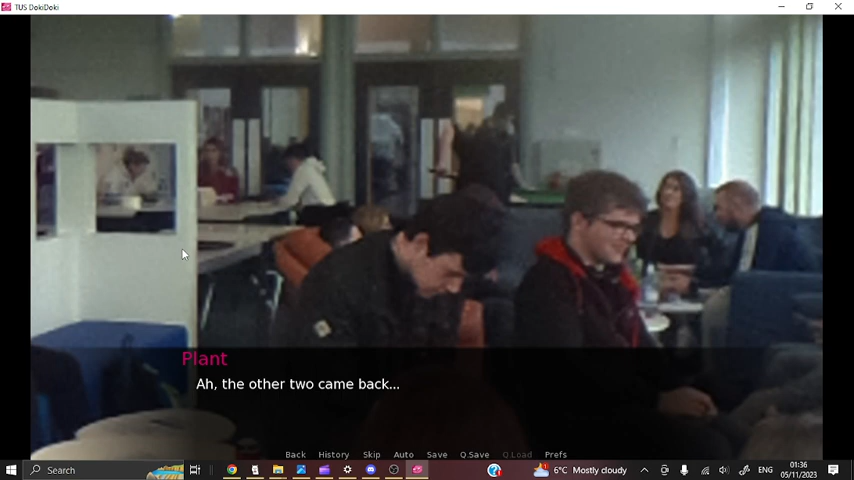 TUS DokiDoki
Plant
Ah, the other two came back...
Back History Skip Auto Save Q.Save Q.Load Prefs
Search
6°C Mostly cloudy
ENG
01:36
05/11/2023